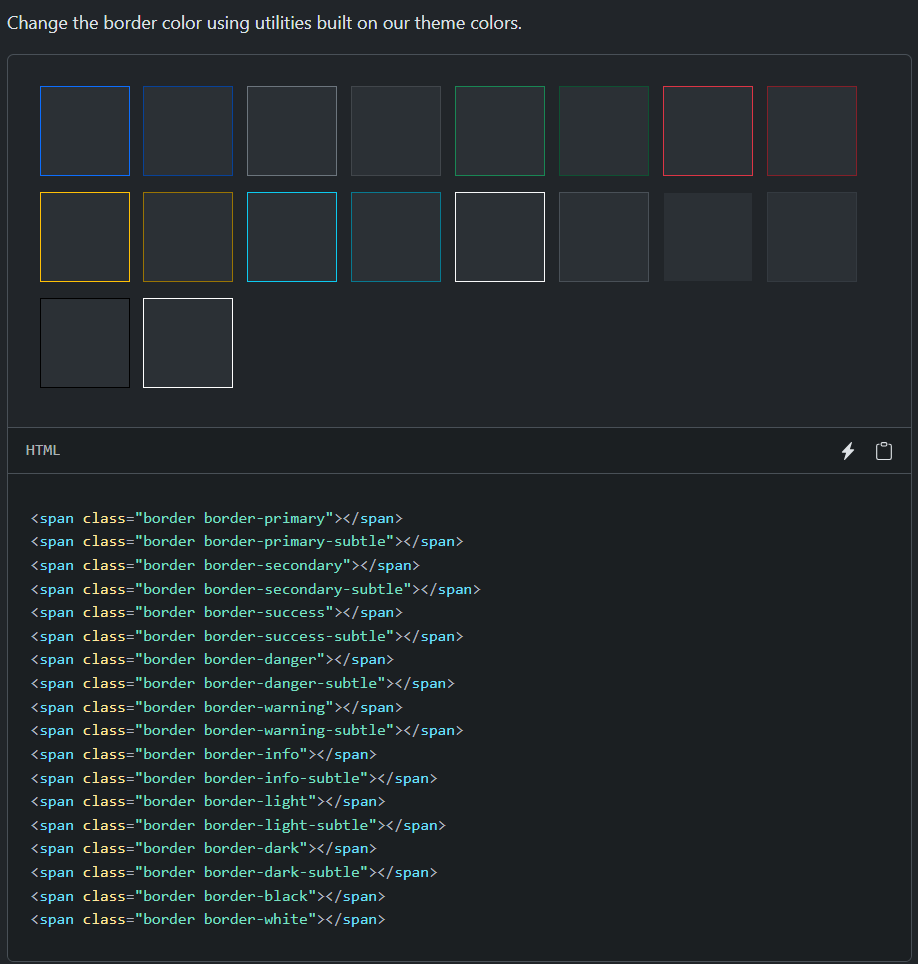 Change the border color using utilities built on our theme colors.
HTML
<span class="border border-primary"></span>
<span class="border border-primary-subtle"></span>
<span class="border border-secondary"></span>
<span class="border border-secondary-subtle"></span>
<span class="border border-success"></span>
<span class="border border-success-subtle"></span>
<span class="border border-danger"></span>
<span class="border border-danger-subtle"></span>
<span class="border border-warning"></span>
<span class="border border-warning-subtle"></span>
<span class="border border-info"></span>
<span class="border border-info-subtle"></span>
<span class="border border-light"></span>
<span class="border border-light-subtle"></span>
<span class="border border-dark"></span>
<span class="border border-dark-subtle"></span>
<span class="border border-black"></span>
<span class="border border-white"></span>